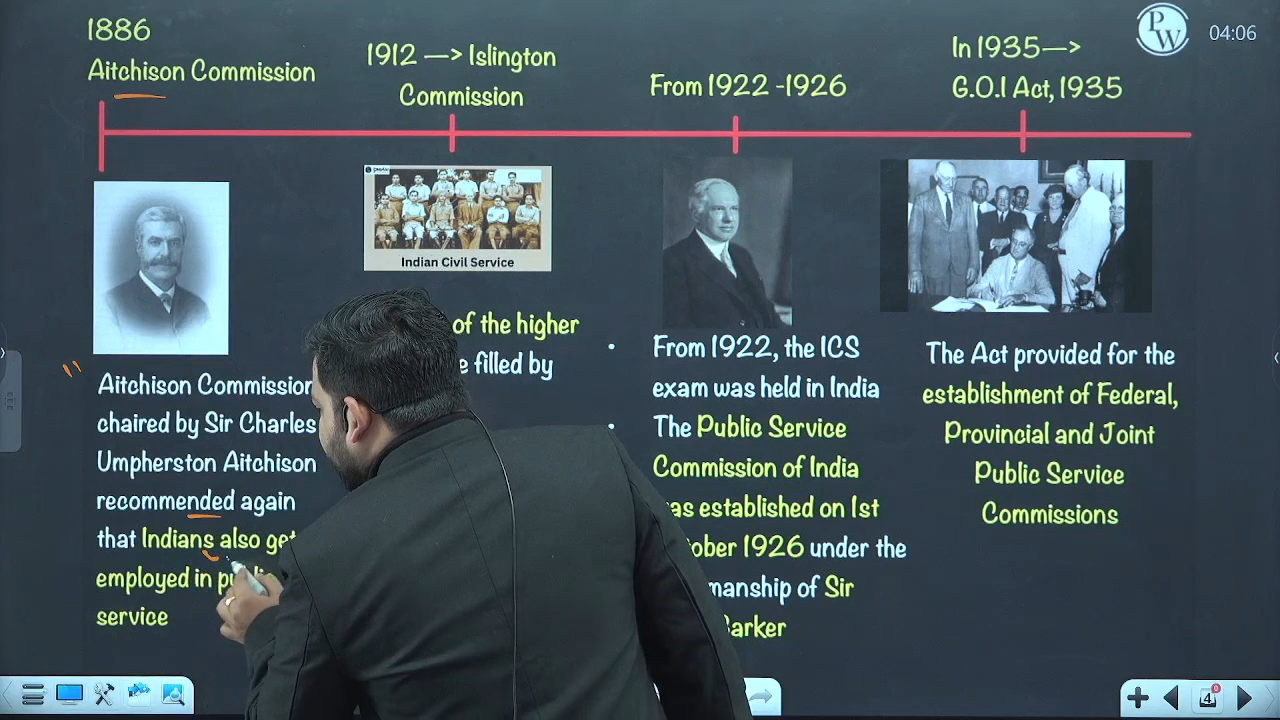 1886
Aitchison Commission
1912 —> Islington
Commission
From 1922 -1926
In 1935—>
G.O.I Act, 1935
PW
04:06
Indian Civil Service
Aitchison Commission
chaired by Sir Charles
Umpherston Aitchison
recommended again
that Indians also get
employed in
service
of the higher
filled by
From 1922, the ICS
exam was held in India
The Public Service
Commission of India
established on 1st
1926 under the
of Sir
The Act provided for the
establishment of Federal,
Provincial and Joint
Public Service
Commissions
4